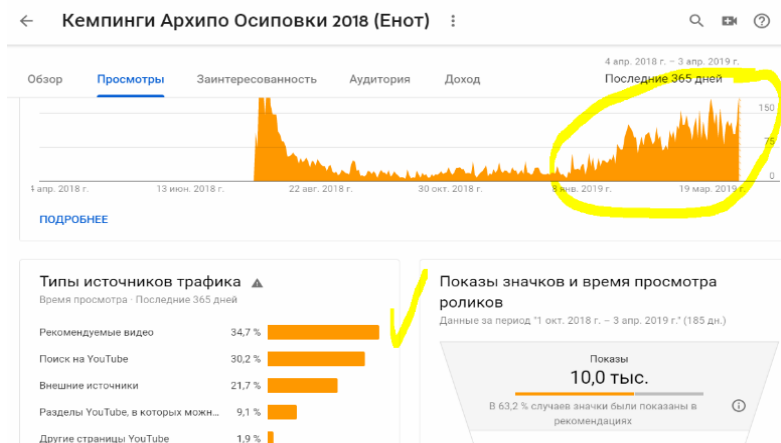 Кемпинги Архипо Осиповки 2018 (Енот)
4 апр. 2018 г. – 3 апр. 2019 г.
Обзор Просмотры Заинтересованность Аудитория Доход Последние 365 дней
150
75
0
4 апр. 2018 г. 13 июн. 2018 г. 22 авг. 2018 г. 30 окт. 2018 г. 8 янв. 2019 г. 19 мар. 2019 г.
ПОДРОБНЕЕ
Типы источников трафика
Время просмотра · Последние 365 дней
Рекомендуемые видео 34,7 %
Поиск на YouTube 30,2 %
Внешние источники 21,7 %
Разделы YouTube, в которых можн... 9,1 %
Другие страницы YouTube 1,9 %
Показы значков и время просмотра
роликов
Данные за период "1 окт. 2018 г. – 3 апр. 2019 г." (185 дн.)
Показы
10,0 тыс.
В 63,2 % случаев значки были показаны в
рекомендациях